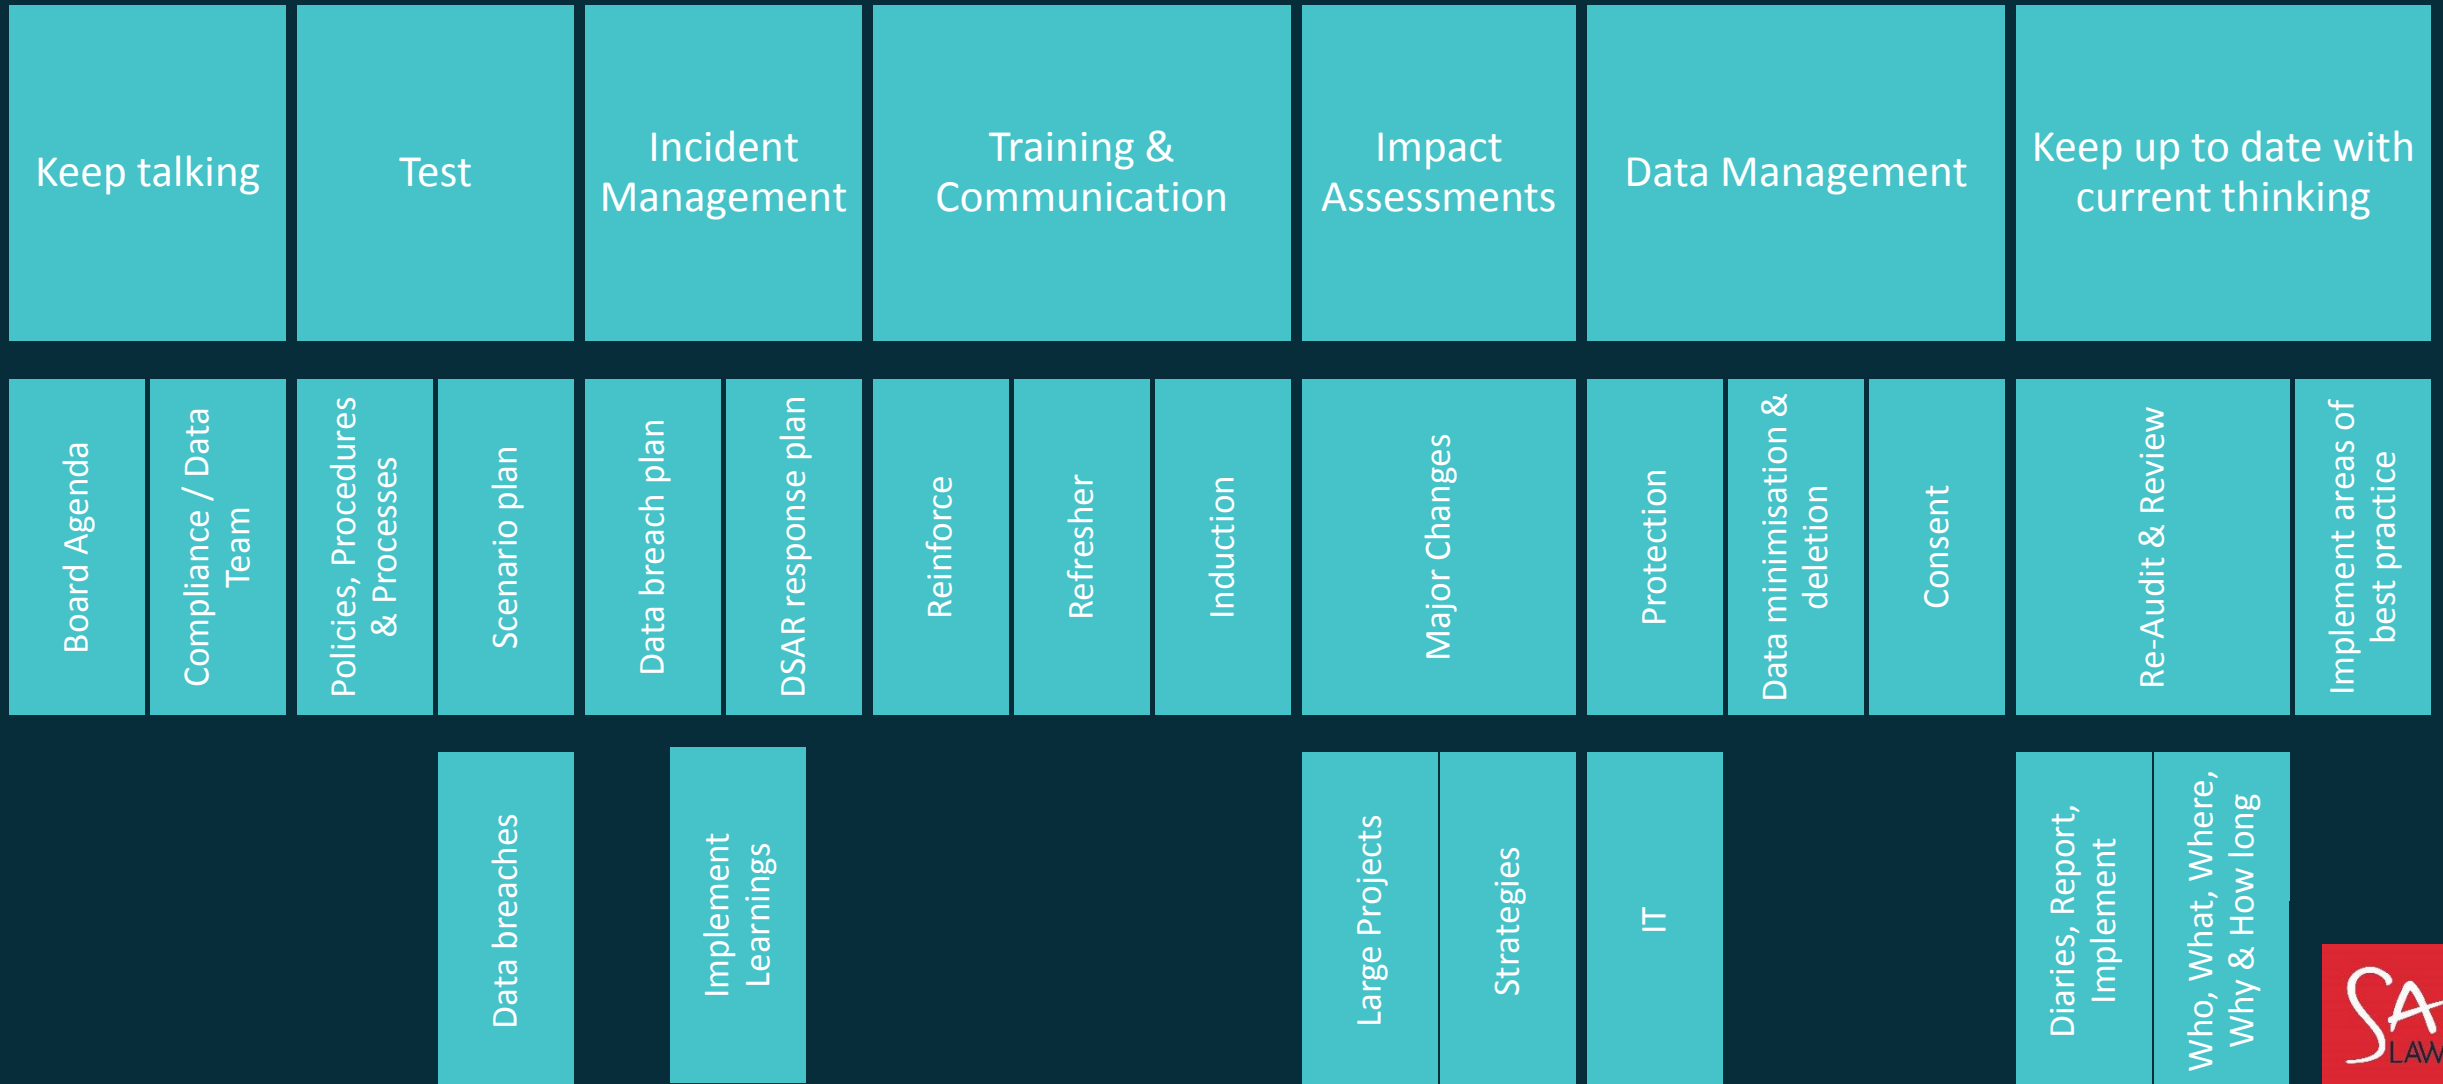 Keep talking
Test
Incident
Management
Training &
Communication
Impact
Assessments
Data Management
Keep up to date with
current thinking
Board Agenda
Compliance / Data
Team
Policies, Procedures
& Processes
Scenario plan
Data breach plan
DSAR response plan
Reinforce
Refresher
Induction
Major Changes
Protection
Data minimisation &
deletion
Consent
Re-Audit & Review
Implement areas of
best practice
Data breaches
Implement
Learnings
Large Projects
Strategies
IT
Diaries, Report,
Implement
Who, What, Where,
Why & How long
SA
LAW